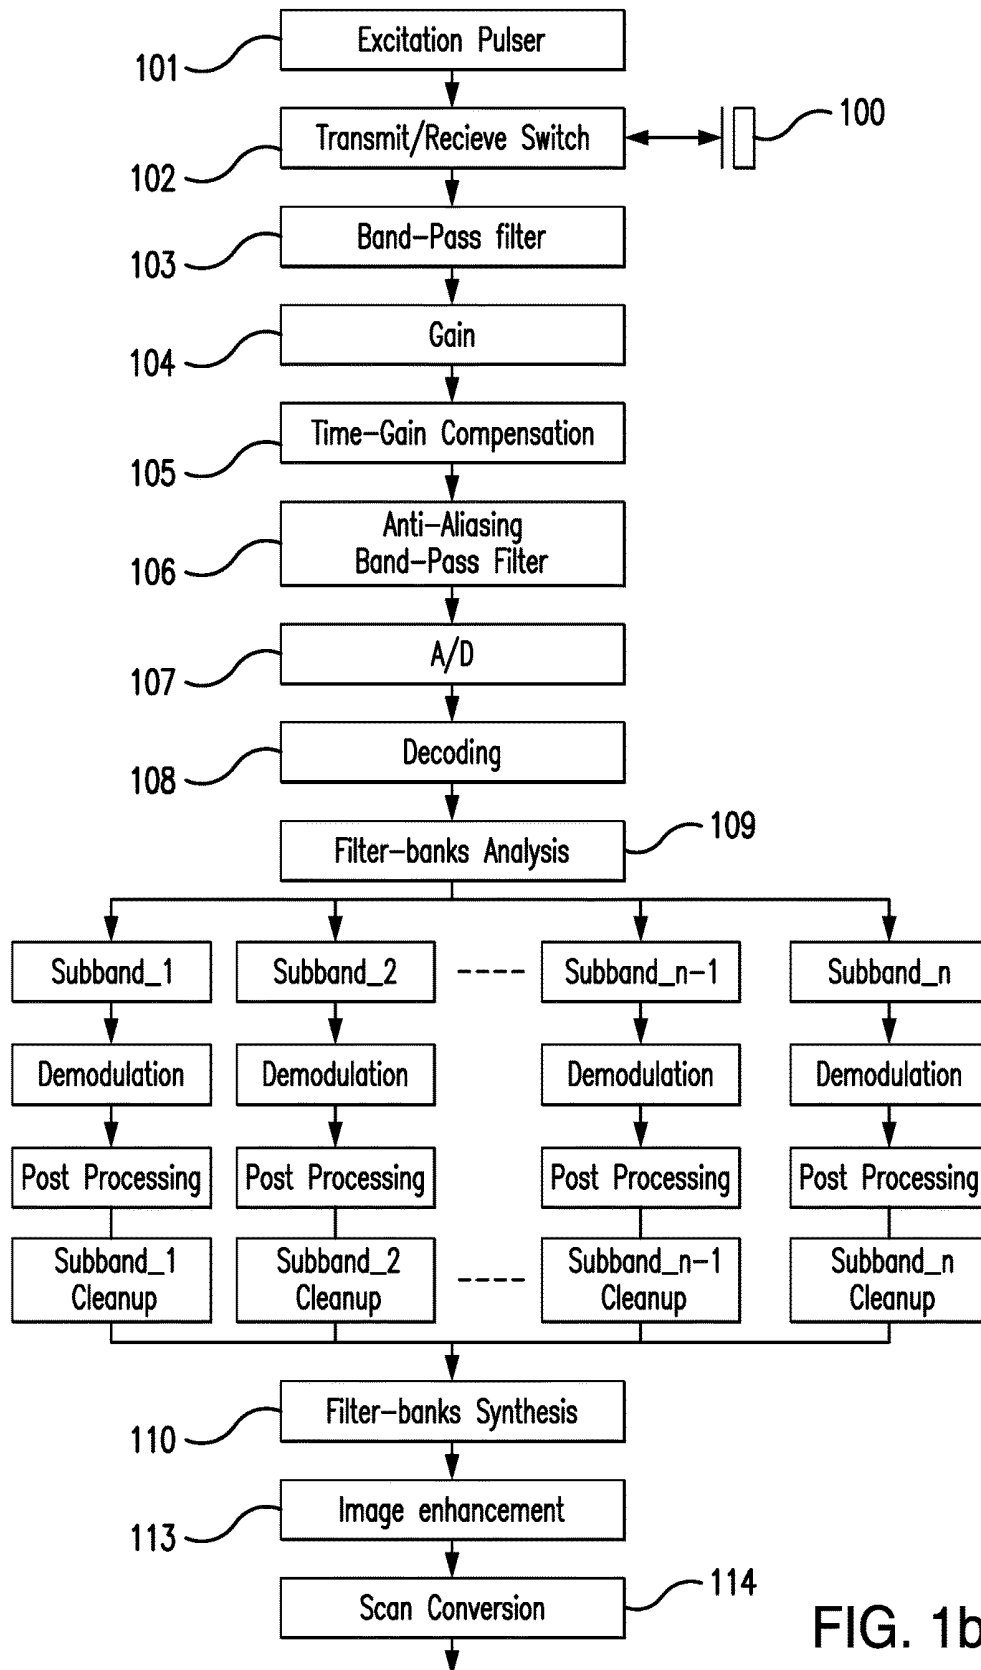 Excitation Pulser
101
Transmit/Recieve Switch
100
102
Band-Pass filter
103
Gain
104
Time-Gain Compensation
105
Anti-Aliasing
Band-Pass Filter
106
A/D
107
Decoding
108
Filter-banks Analysis
109
Subband_1
Subband_2
----
Subband_n-1
Subband_n
Demodulation
Demodulation
Demodulation
Demodulation
Post Processing
Post Processing
Post Processing
Post Processing
Subband_1
Cleanup
Subband_2
Cleanup
----
Subband_n-1
Cleanup
Subband_n
Cleanup
Filter-banks Synthesis
110
Image enhancement
113
Scan Conversion
114
FIG. 1b